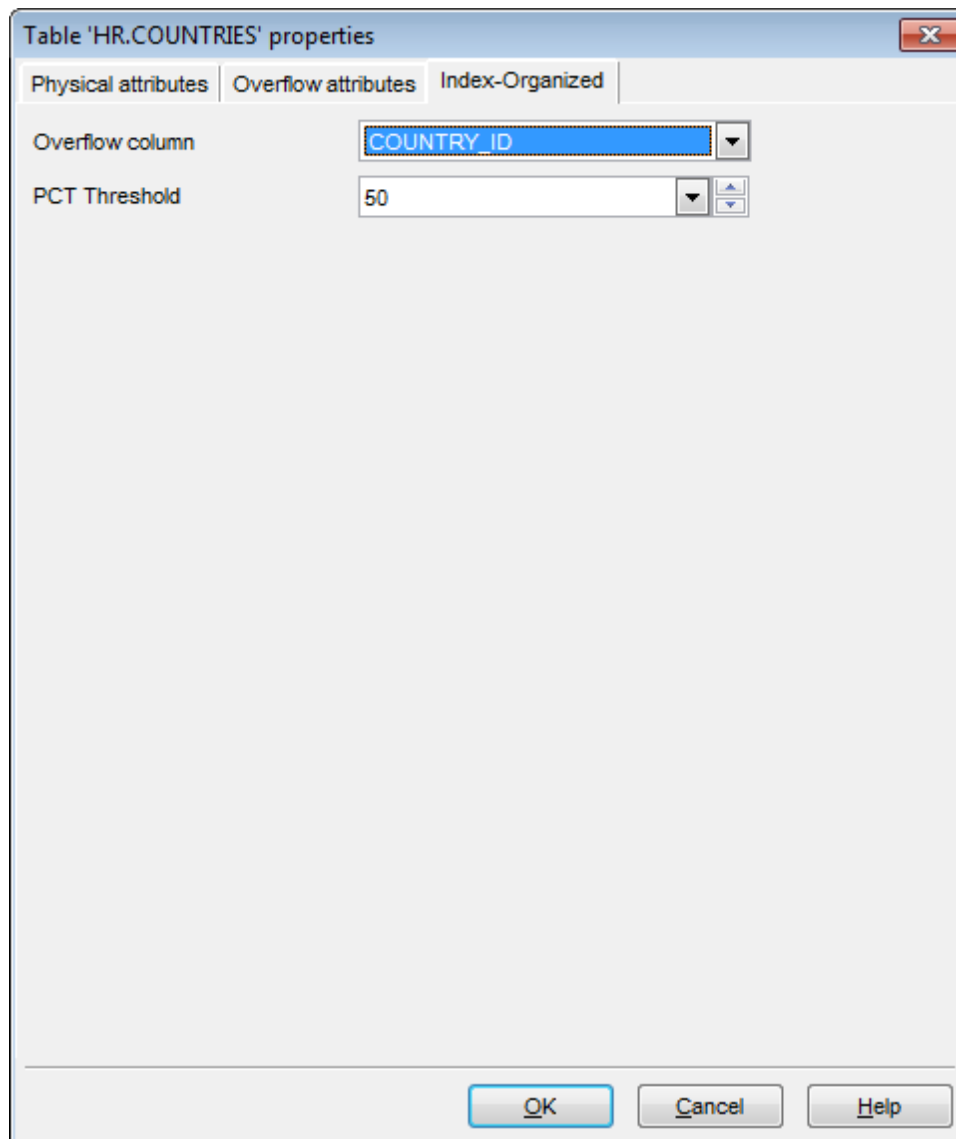 Table 'HR.COUNTRIES' properties
Physical attributes Overflow attributes Index-Organized
Overflow column COUNTRY_ID
PCT Threshold 50
OK Cancel Help